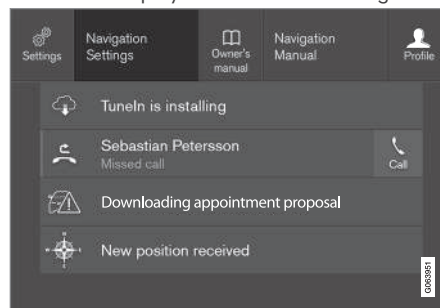 Settings
Navigation
Settings
Owner's
manual
Navigation
Manual
Profile
TuneIn is installing
Sebastian Petersson
Missed call
Call
Downloading appointment proposal
New position received
G063951